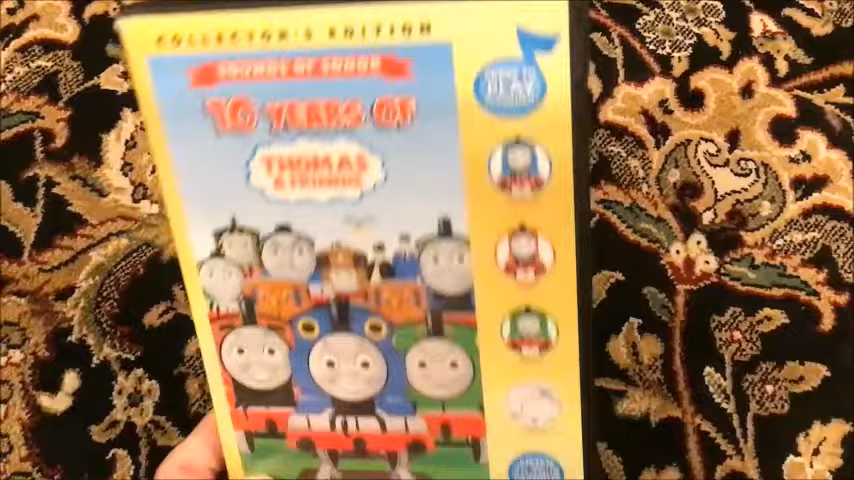 COLLECTOR'S EDITION
SOUNDS OF SODOR
10 YEARS OF
THOMAS
& FRIENDS
PLAY